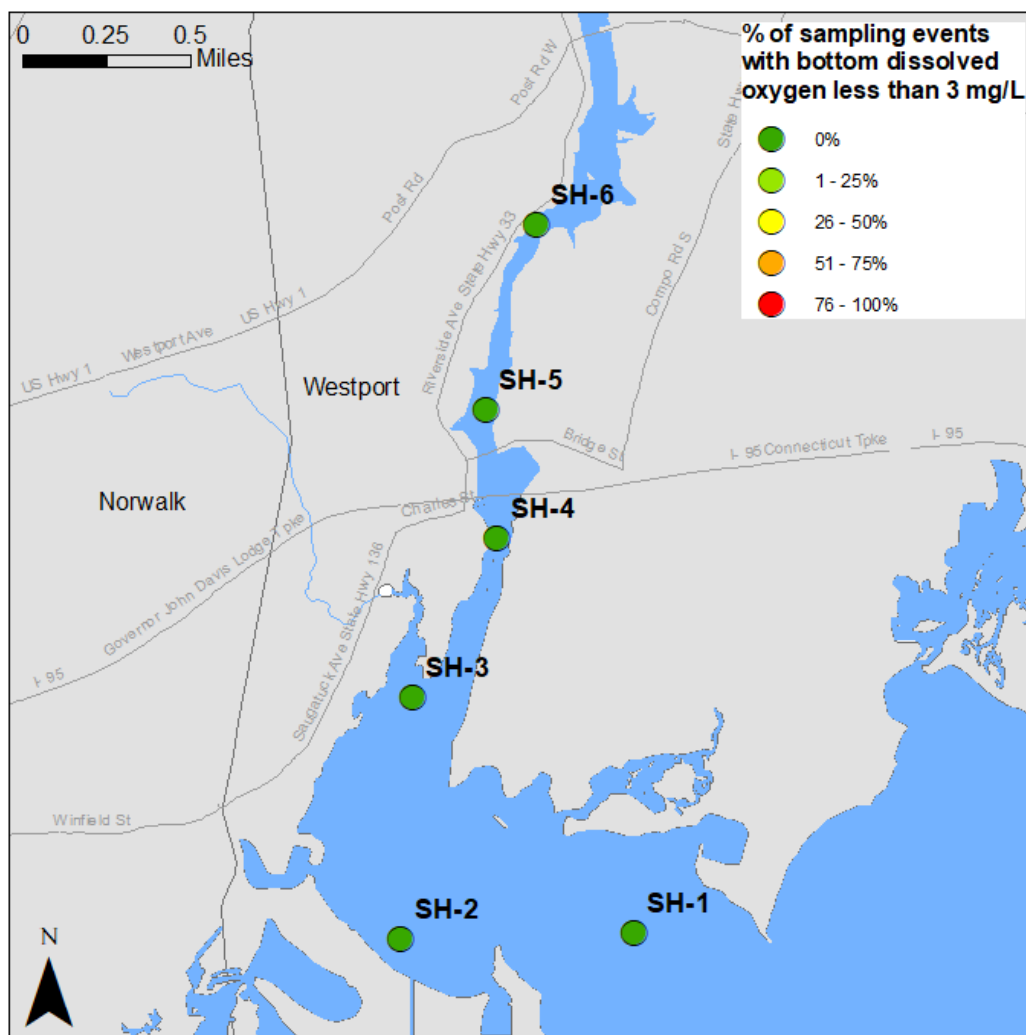 0 0.25 0.5
Miles
% of sampling events
with bottom dissolved
oxygen less than 3 mg/L
0%
1 - 25%
26 - 50%
51 - 75%
76 - 100%
Post Rd W
State Hw
SH-6
Post Rd
Riverside Ave State Hwy 33
Compo Rd S
US Hwy 1
Westport Ave
US Hwy 1
Westport
SH-5
Bridge St
I- 95 Connecticut Tpke
I- 95
Norwalk
Charles St
SH-4
Governor John Davis Lodge Tpke
I- 95
Saugatuck Ave State Hwy 136
SH-3
Winfield St
SH-2
SH-1
N